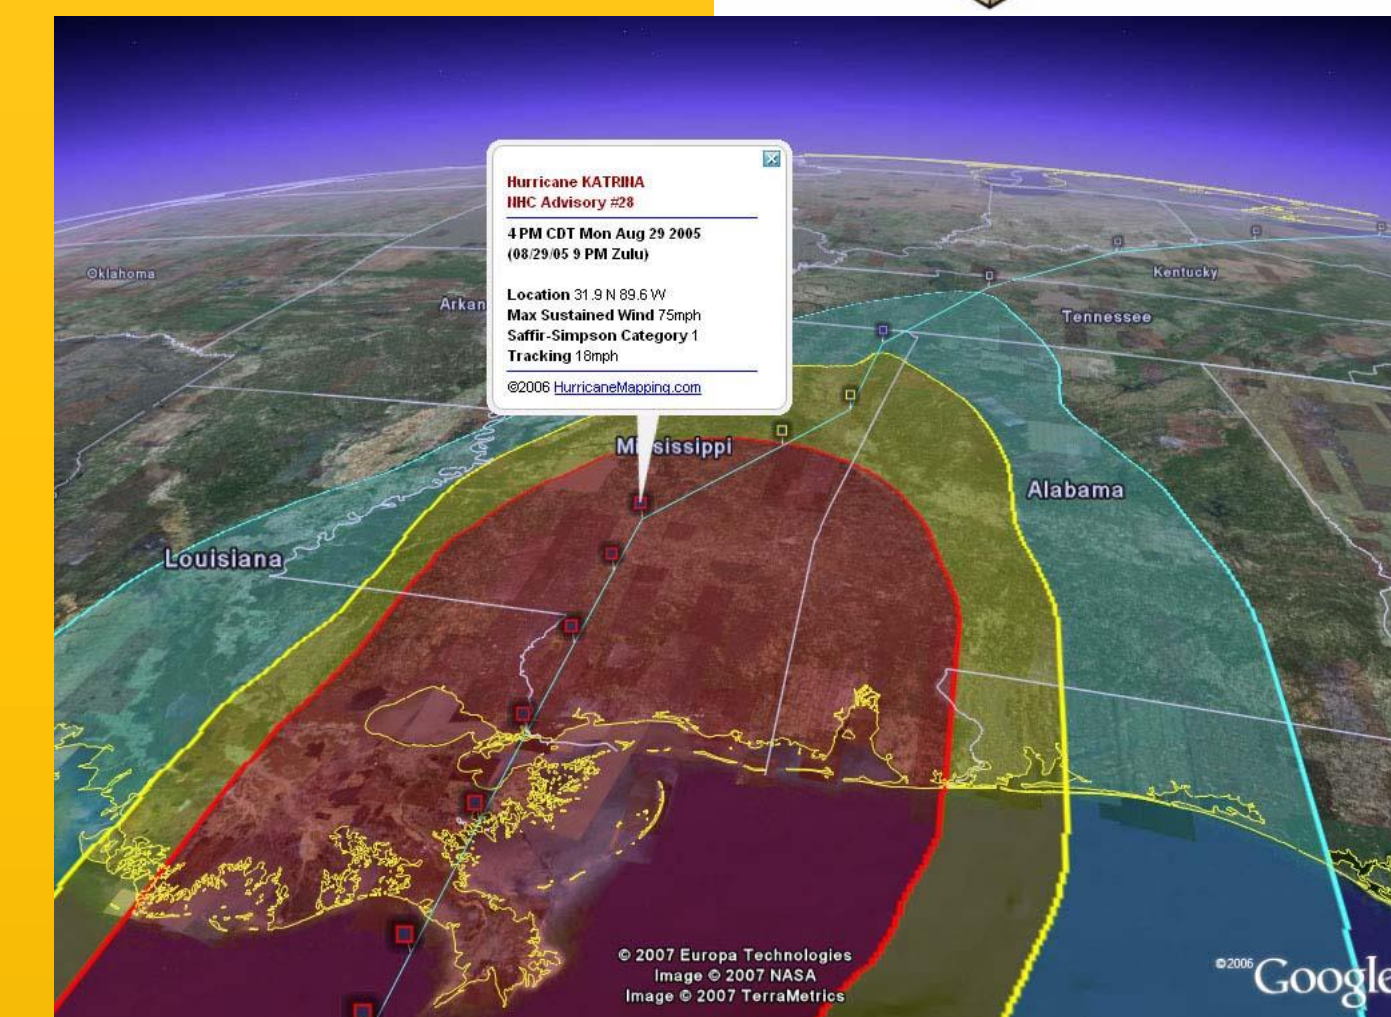 Hurricane KATRINA
NHC Advisory #28
4 PM CDT Mon Aug 29 2005
(08/29/05 9 PM Zulu)
Location 31.9 N 89.6 W
Max Sustained Wind 75mph
Saffir-Simpson Category 1
Tracking 18mph
©2006 HurricaneMapping.com
Oklahoma
Arkan
Kentucky
Tennessee
Mi sissippi
Alabama
Louisiana
© 2007 Europa Technologies
Image © 2007 NASA
Image © 2007 TerraMetrics
©2006 Google